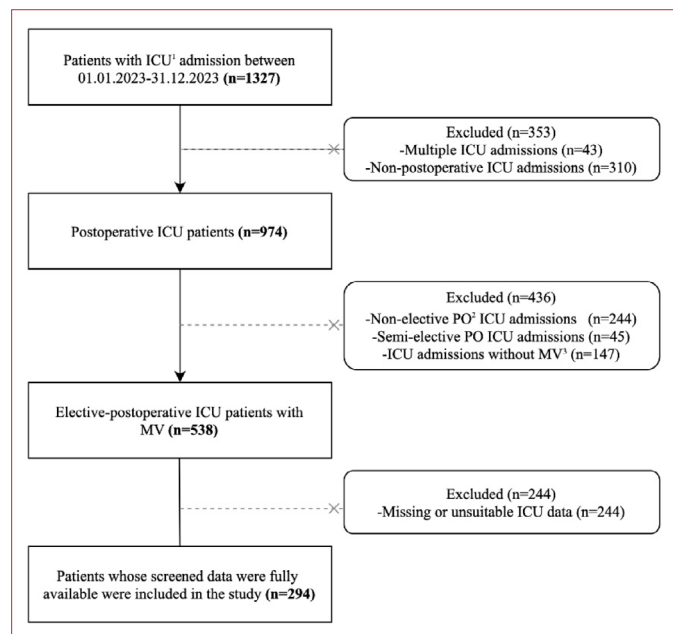 Patients with ICU¹ admission between
01.01.2023-31.12.2023 (n=1327)
Excluded (n=353)
-Multiple ICU admissions (n=43)
-Non-postoperative ICU admissions (n=310)
Postoperative ICU patients (n=974)
Excluded (n=436)
-Non-elective PO² ICU admissions (n=244)
-Semi-elective PO ICU admissions (n=45)
-ICU admissions without MV³ (n=147)
Elective-postoperative ICU patients with
MV (n=538)
Excluded (n=244)
-Missing or unsuitable ICU data (n=244)
Patients whose screened data were fully
available were included in the study (n=294)